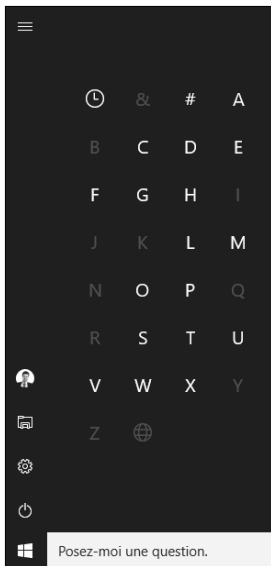 & # A
B C D E
F G H I
J K L M
N O P Q
R S T U
V W X Y
Z
Posez-moi une question.